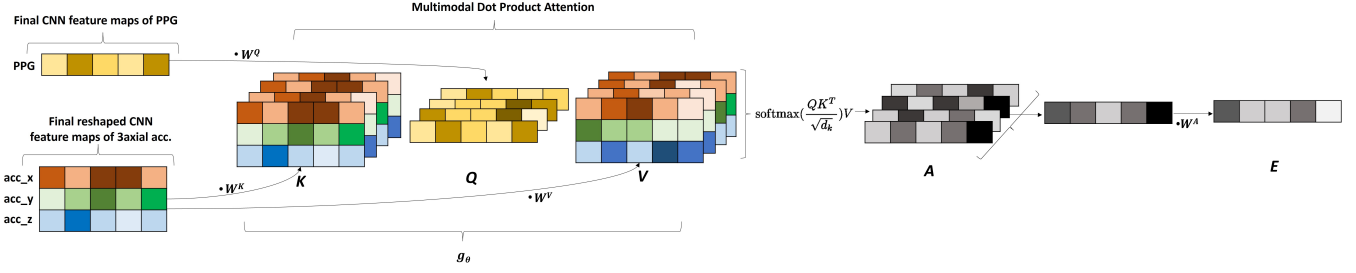 Multimodal Dot Product Attention
Final CNN feature maps of PPG
PPG
· W^Q
Final reshaped CNN
feature maps of 3axial acc.
acc_x
acc_y
acc_z
· W^K
· W^V
K
Q
V
g_θ
softmax(QK^T/√d_k)V
A
· W^A
E